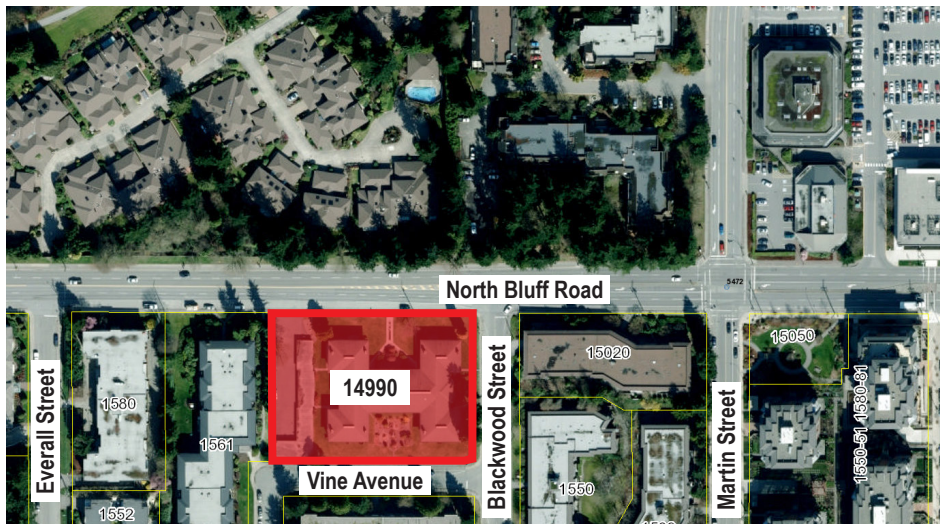 5472
North Bluff Road
15050
15020
14990
1580
1561
1550-51 1580-81
Everall Street
Blackwood Street
Martin Street
Vine Avenue
1550
1552